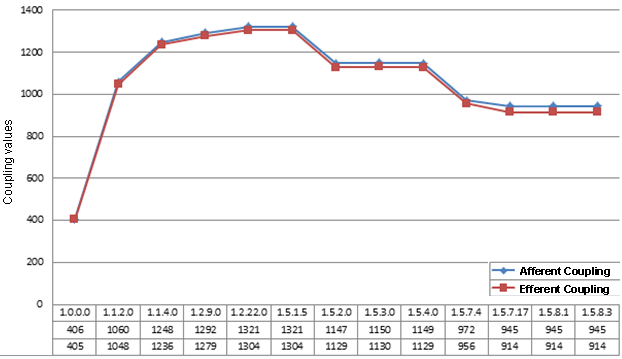 1400
1200
1000
800
600
400
200
0
Coupling values
Afferent Coupling
Efferent Coupling
1.0.0.0 1.1.2.0 1.1.4.0 1.2.9.0 1.2.22.0 1.5.1.5 1.5.2.0 1.5.3.0 1.5.4.0 1.5.7.4 1.5.7.17 1.5.8.1 1.5.8.3
406 1060 1248 1292 1321 1321 1147 1150 1149 972 945 945 945
405 1048 1236 1279 1304 1304 1129 1130 1129 956 914 914 914